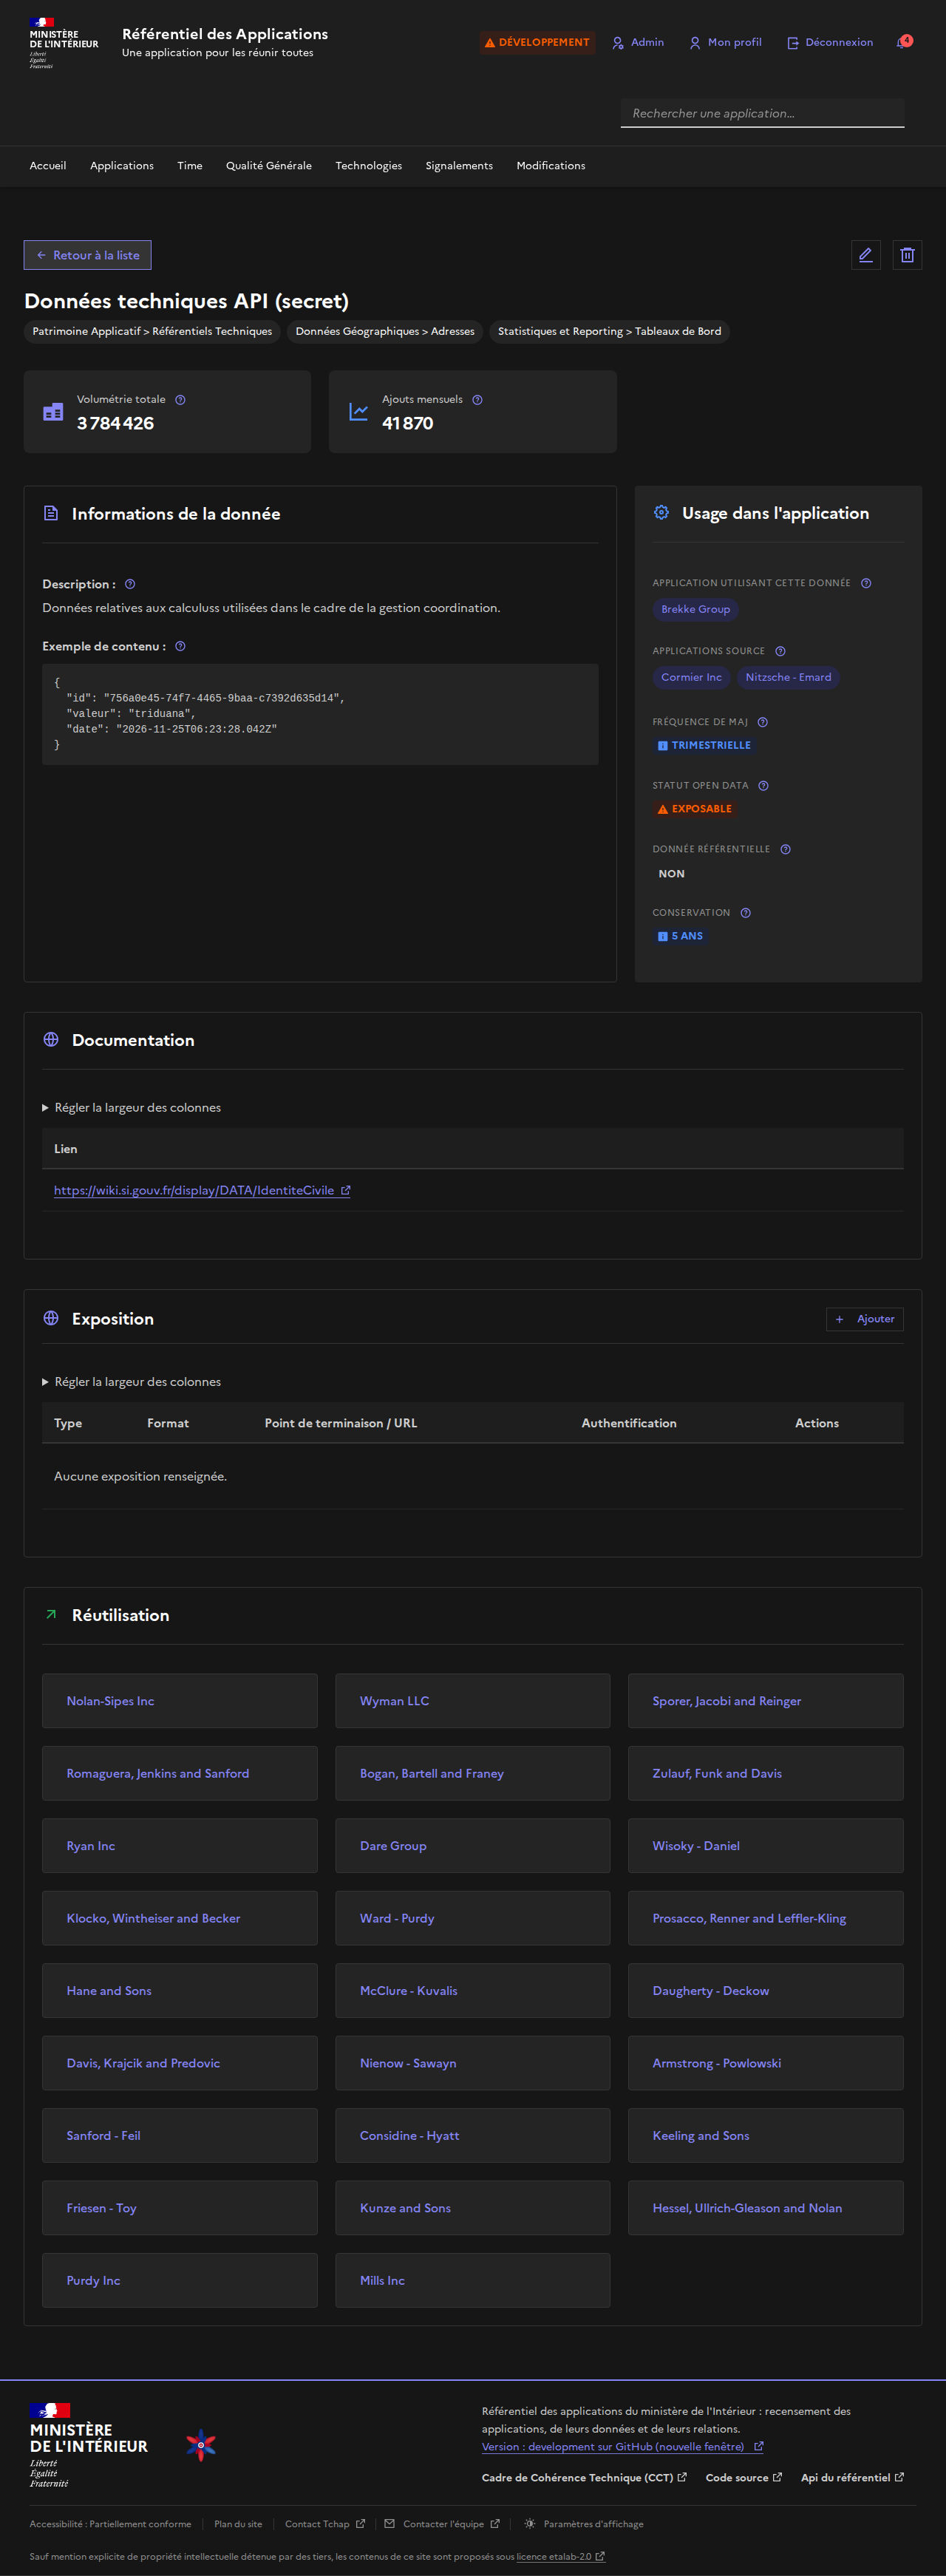 MINISTÈRE
DE L'INTÉRIEUR
Liberté
Égalité
Fraternité
Référentiel des Applications
Une application pour les réunir toutes
DÉVELOPPEMENT
Admin
Mon profil
Déconnexion
4
Rechercher une application...
Accueil Applications Time Qualité Générale Technologies Signalements Modifications
Retour à la liste
Données techniques API (secret)
Patrimoine Applicatif > Référentiels Techniques Données Géographiques > Adresses Statistiques et Reporting > Tableaux de Bord
Volumétrie totale
3 784 426
Ajouts mensuels
41 870
Informations de la donnée
Description :
Données relatives aux calculuss utilisées dans le cadre de la gestion coordination.
Exemple de contenu :
{
"id": "756a0e45-74f7-4465-9baa-c7392d635d14",
"valeur": "triduana",
"date": "2026-11-25T06:23:28.042Z"
}
Usage dans l'application
APPLICATION UTILISANT CETTE DONNÉE
Brekke Group
APPLICATIONS SOURCE
Cormier Inc Nitzsche - Emard
FRÉQUENCE DE MAJ
TRIMESTRIELLE
STATUT OPEN DATA
EXPOSABLE
DONNÉE RÉFÉRENTIELLE
NON
CONSERVATION
5 ANS
Documentation
Régler la largeur des colonnes
Lien
https://wiki.si.gouv.fr/display/DATA/IdentiteCivile
Exposition
Ajouter
Régler la largeur des colonnes
Type Format Point de terminaison / URL Authentification Actions
Aucune exposition renseignée.
Réutilisation
Nolan-Sipes Inc Wyman LLC Sporer, Jacobi and Reinger
Romaguera, Jenkins and Sanford Bogan, Bartell and Franey Zulauf, Funk and Davis
Ryan Inc Dare Group Wisoky - Daniel
Klocko, Wintheiser and Becker Ward - Purdy Prosacco, Renner and Leffler-Kling
Hane and Sons McClure - Kuvalis Daugherty - Deckow
Davis, Krajcik and Predovic Nienow - Sawayn Armstrong - Powlowski
Sanford - Feil Considine - Hyatt Keeling and Sons
Friesen - Toy Kunze and Sons Hessel, Ullrich-Gleason and Nolan
Purdy Inc Mills Inc
MINISTÈRE
DE L'INTÉRIEUR
Liberté
Égalité
Fraternité
Référentiel des applications du ministère de l'Intérieur : recensement des
applications, de leurs données et de leurs relations.
Version : development sur GitHub (nouvelle fenêtre)
Cadre de Cohérence Technique (CCT) Code source Api du référentiel
Accessibilité : Partiellement conforme Plan du site Contact Tchap Contacter l'équipe Paramètres d'affichage
Sauf mention explicite de propriété intellectuelle détenue par des tiers, les contenus de ce site sont proposés sous licence etalab-2.0